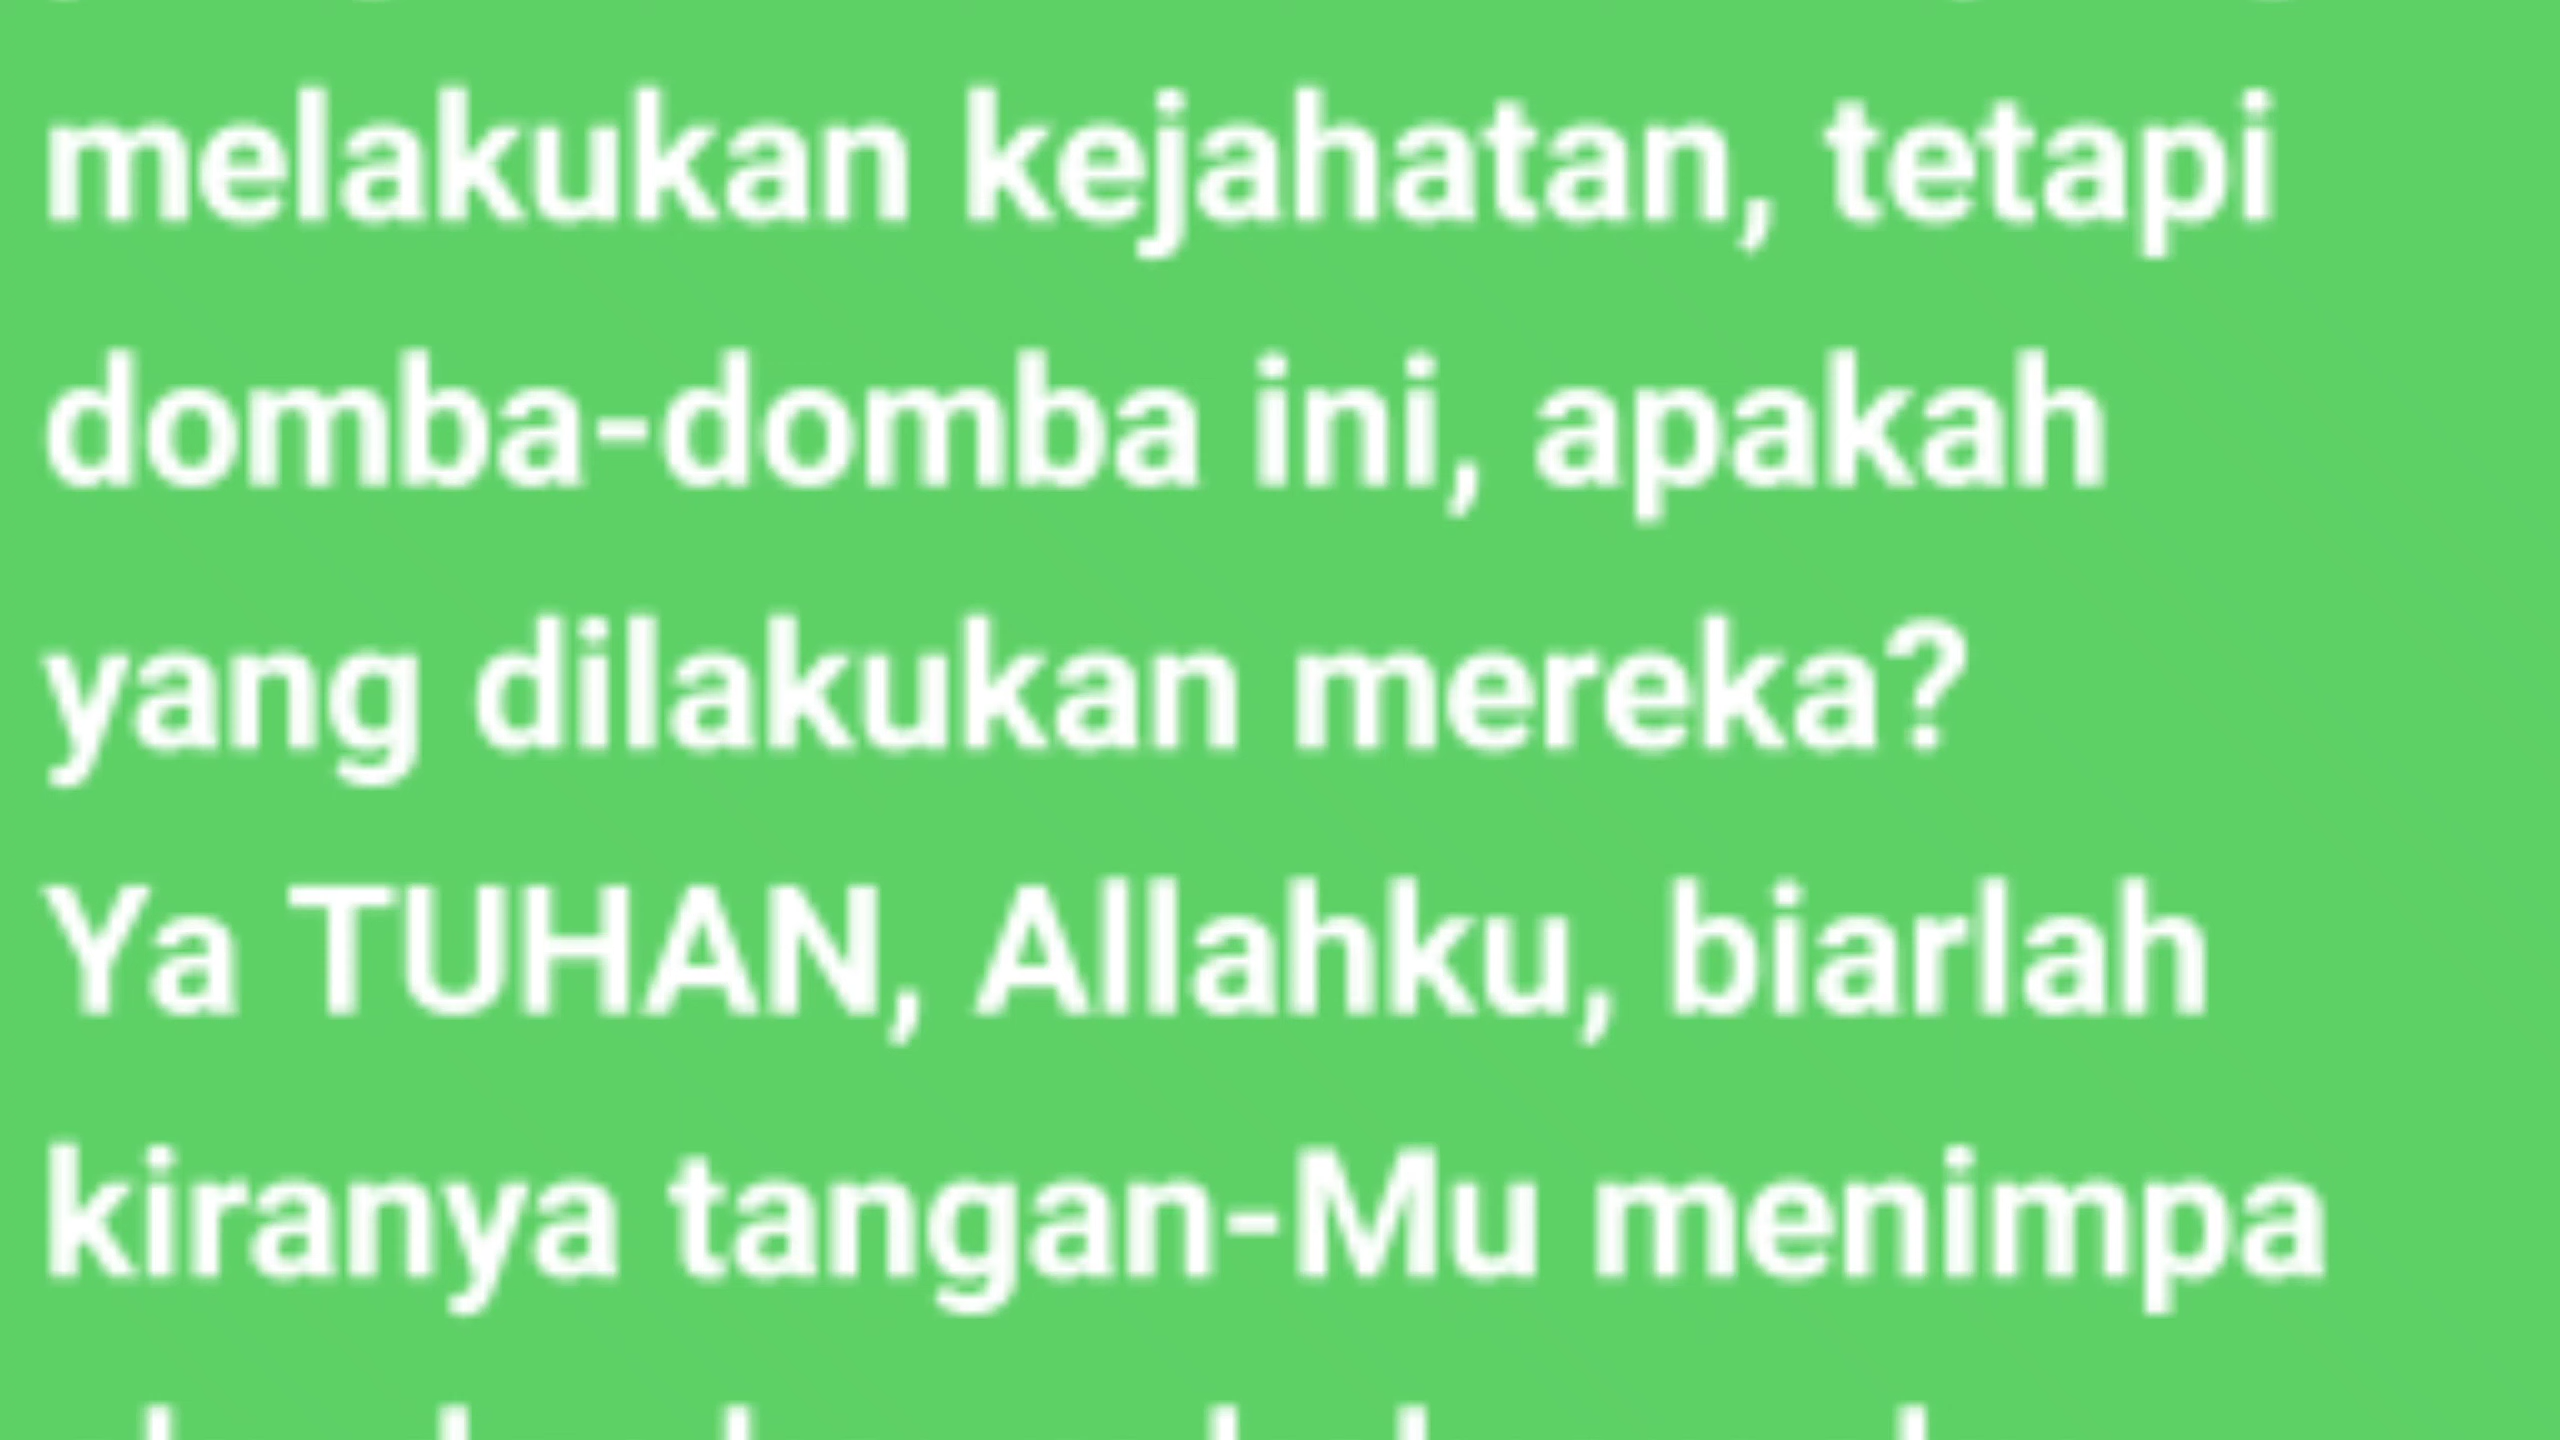 melakukan kejahatan, tetapi
domba-domba ini, apakah
yang dilakukan mereka?
Ya TUHAN, Allahku, biarlah
kiranya tangan-Mu menimpa